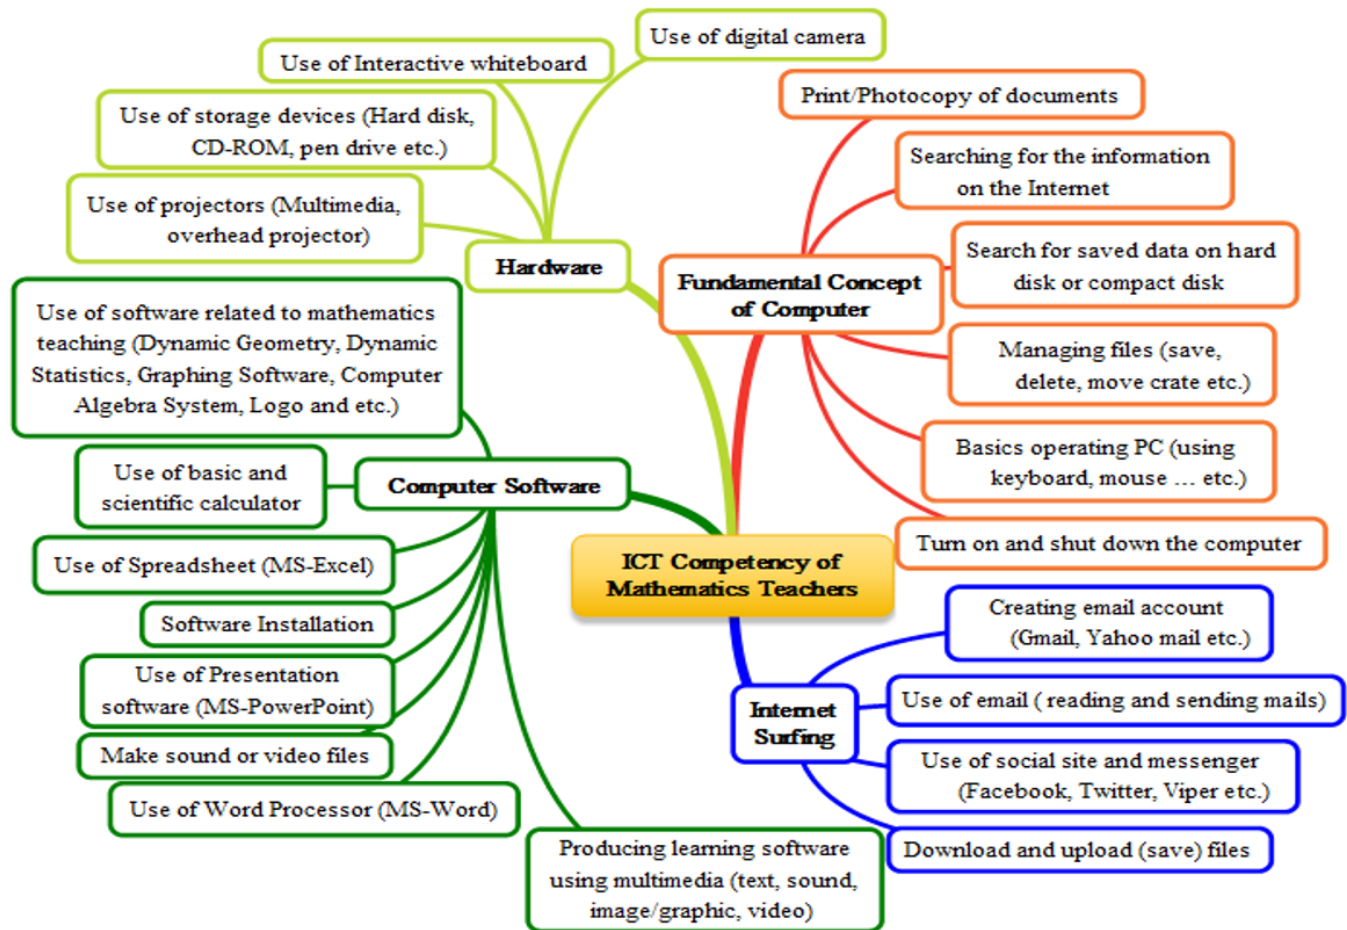 Use of digital camera
Use of Interactive whiteboard
Use of storage devices (Hard disk,
CD-ROM, pen drive etc.)
Use of projectors (Multimedia,
overhead projector)
Hardware
Print/Photocopy of documents
Searching for the information
on the Internet
Search for saved data on hard
disk or compact disk
Fundamental Concept
of Computer
Managing files (save,
delete, move crate etc.)
Basics operating PC (using
keyboard, mouse … etc.)
Turn on and shut down the computer
Use of software related to mathematics
teaching (Dynamic Geometry, Dynamic
Statistics, Graphing Software, Computer
Algebra System, Logo and etc.)
Use of basic and
scientific calculator
Computer Software
Use of Spreadsheet (MS-Excel)
Software Installation
Use of Presentation
software (MS-PowerPoint)
Make sound or video files
Use of Word Processor (MS-Word)
Producing learning software
using multimedia (text, sound,
image/graphic, video)
ICT Competency of
Mathematics Teachers
Internet
Surfing
Creating email account
(Gmail, Yahoo mail etc.)
Use of email ( reading and sending mails)
Use of social site and messenger
(Facebook, Twitter, Viper etc.)
Download and upload (save) files